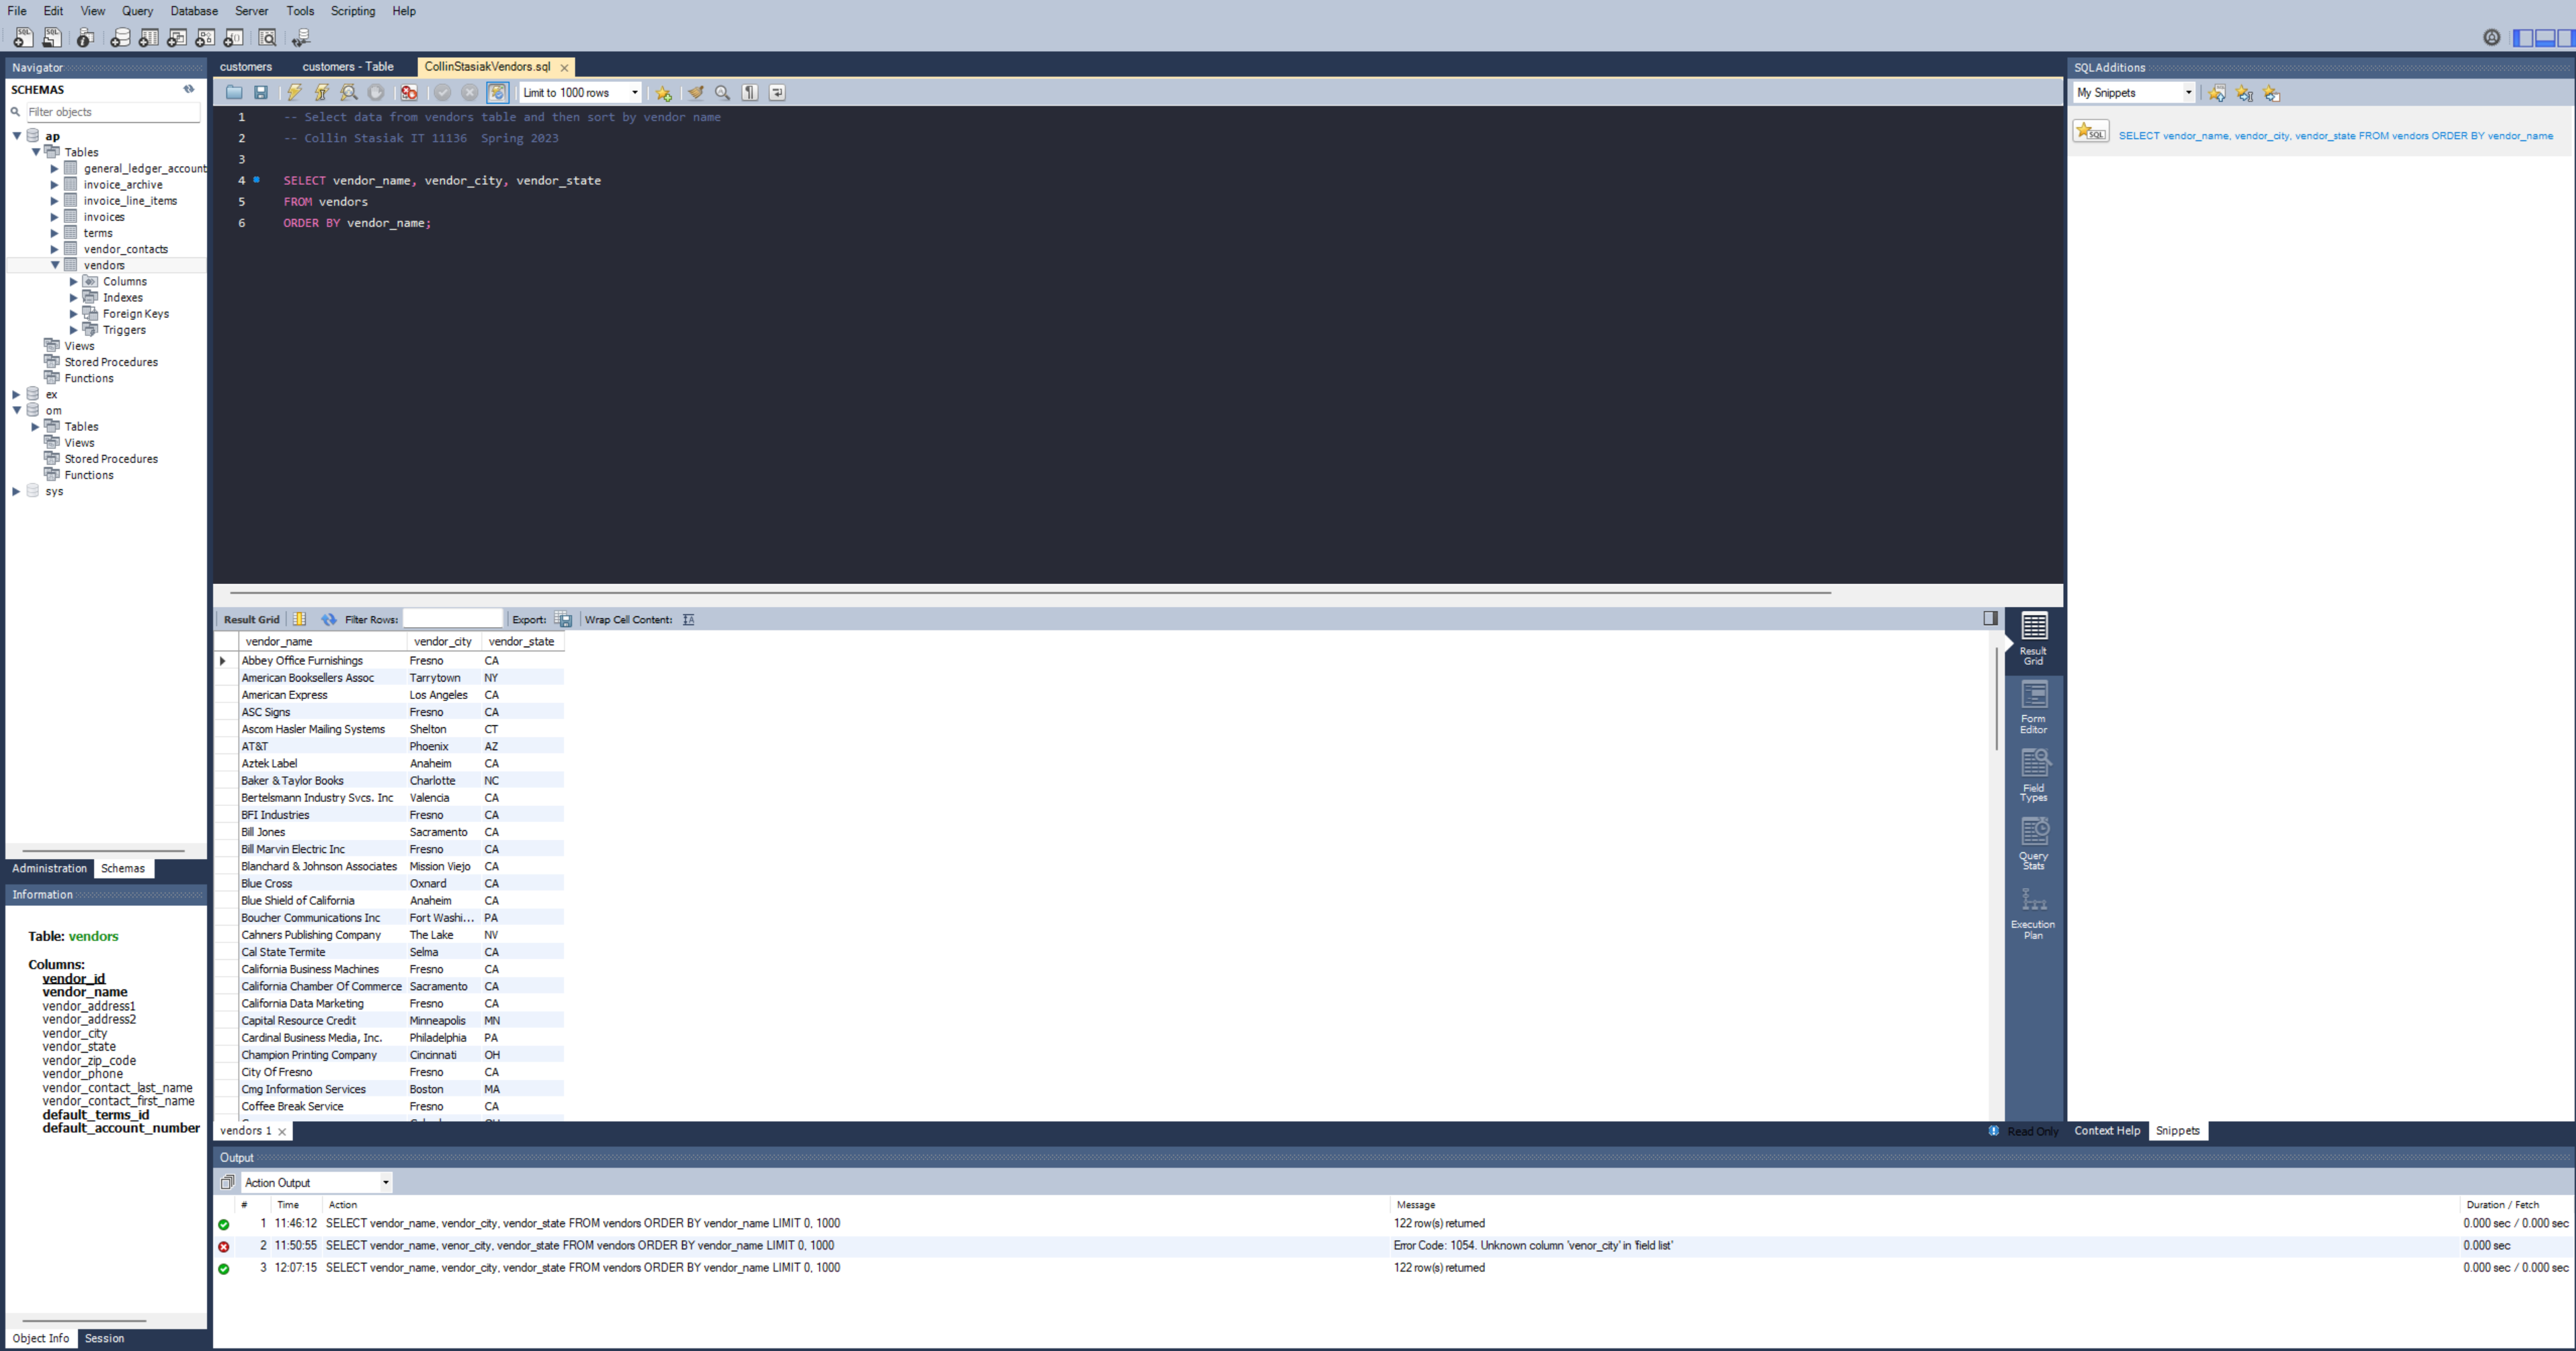 File Edit View Query Database Server Tools Scripting Help
Navigator
SCHEMAS
Filter objects
ap
Tables
general_ledger_account
invoice_archive
invoice_line_items
invoices
terms
vendor_contacts
vendors
Columns
Indexes
Foreign Keys
Triggers
Views
Stored Procedures
Functions
ex
om
Tables
Views
Stored Procedures
Functions
sys
Administration Schemas
Information
Table: vendors
Columns:
vendor_id
vendor_name
vendor_address1
vendor_address2
vendor_city
vendor_state
vendor_zip_code
vendor_phone
vendor_contact_last_name
vendor_contact_first_name
default_terms_id
default_account_number
Object Info Session
customers customers - Table CollinStasiakVendors.sql
Limit to 1000 rows
1 -- Select data from vendors table and then sort by vendor name
2 -- Collin Stasiak IT 11136 Spring 2023
3
4 SELECT vendor_name, vendor_city, vendor_state
5 FROM vendors
6 ORDER BY vendor_name;
Result Grid Filter Rows: Export: Wrap Cell Content:
vendor_name vendor_city vendor_state
Abbey Office Furnishings Fresno CA
American Booksellers Assoc Tarrytown NY
American Express Los Angeles CA
ASC Signs Fresno CA
Ascom Hasler Mailing Systems Shelton CT
AT&T Phoenix AZ
Aztek Label Anaheim CA
Baker & Taylor Books Charlotte NC
Bertelsmann Industry Svcs. Inc Valencia CA
BFI Industries Fresno CA
Bill Jones Sacramento CA
Bill Marvin Electric Inc Fresno CA
Blanchard & Johnson Associates Mission Viejo CA
Blue Cross Oxnard CA
Blue Shield of California Anaheim CA
Boucher Communications Inc Fort Washi... PA
Cahners Publishing Company The Lake NV
Cal State Termite Selma CA
California Business Machines Fresno CA
California Chamber Of Commerce Sacramento CA
California Data Marketing Fresno CA
Capital Resource Credit Minneapolis MN
Cardinal Business Media, Inc. Philadelphia PA
Champion Printing Company Cincinnati OH
City Of Fresno Fresno CA
Cmg Information Services Boston MA
Coffee Break Service Fresno CA
vendors 1
Result
Grid
Form
Editor
Field
Types
Query
Stats
Execution
Plan
Read Only
SQLAdditions
My Snippets
SQL
SELECT vendor_name, vendor_city, vendor_state FROM vendors ORDER BY vendor_name
Context Help Snippets
Output
Action Output
# Time Action Message Duration / Fetch
1 11:46:12 SELECT vendor_name, vendor_city, vendor_state FROM vendors ORDER BY vendor_name LIMIT 0, 1000 122 row(s) returned 0.000 sec / 0.000 sec
2 11:50:55 SELECT vendor_name, venor_city, vendor_state FROM vendors ORDER BY vendor_name LIMIT 0, 1000 Error Code: 1054. Unknown column 'venor_city' in 'field list' 0.000 sec
3 12:07:15 SELECT vendor_name, vendor_city, vendor_state FROM vendors ORDER BY vendor_name LIMIT 0, 1000 122 row(s) returned 0.000 sec / 0.000 sec